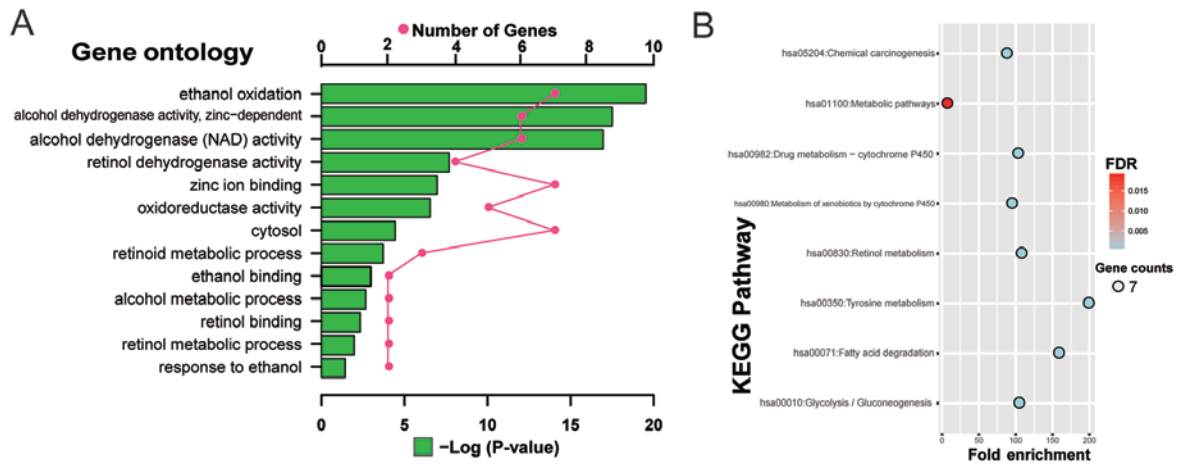 A
Gene ontology
Number of Genes
0 2 4 6 8 10
ethanol oxidation
alcohol dehydrogenase activity, zinc-dependent
alcohol dehydrogenase (NAD) activity
retinol dehydrogenase activity
zinc ion binding
oxidoreductase activity
cytosol
retinoid metabolic process
ethanol binding
alcohol metabolic process
retinol binding
retinol metabolic process
response to ethanol
0 5 10 15 20
-Log (P-value)
B
KEGG Pathway
hsa05204:Chemical carcinogenesis
hsa01100:Metabolic pathways
hsa00982:Drug metabolism - cytochrome P450
hsa00980:Metabolism of xenobiotics by cytochrome P450
hsa00830:Retinol metabolism
hsa00350:Tyrosine metabolism
hsa00071:Fatty acid degradation
hsa00010:Glycolysis / Gluconeogenesis
0 50 100 150 200
Fold enrichment
FDR
0.015
0.010
0.005
Gene counts
7